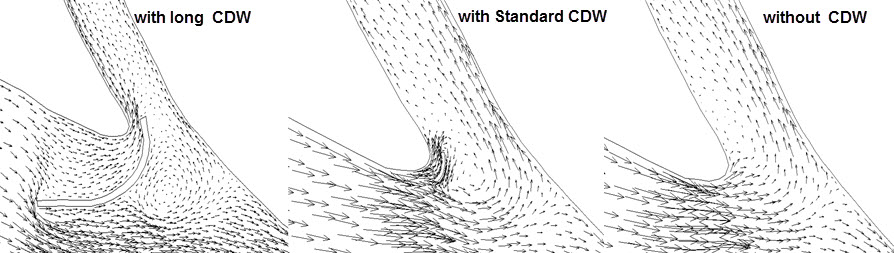 with long CDW
with Standard CDW
without CDW